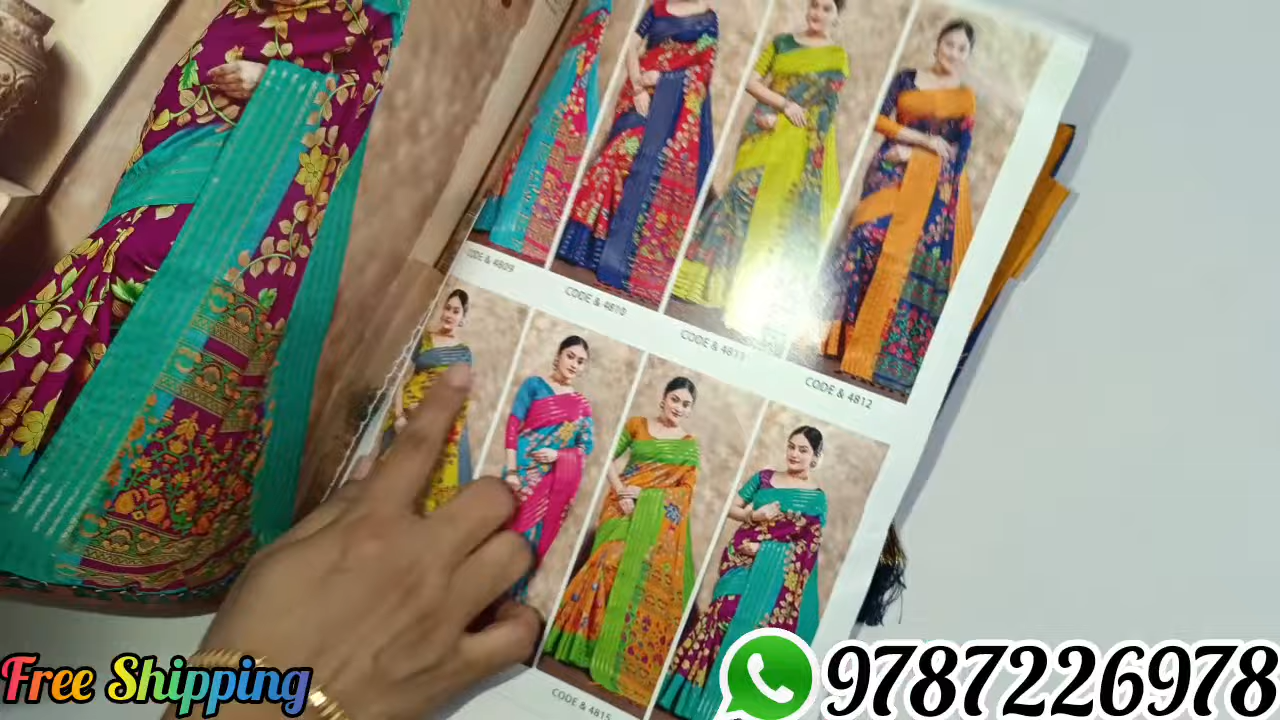 CODE & 4809
CODE & 4810
CODE & 4811
CODE & 4812
CODE & 4815
Free Shipping
9787226978